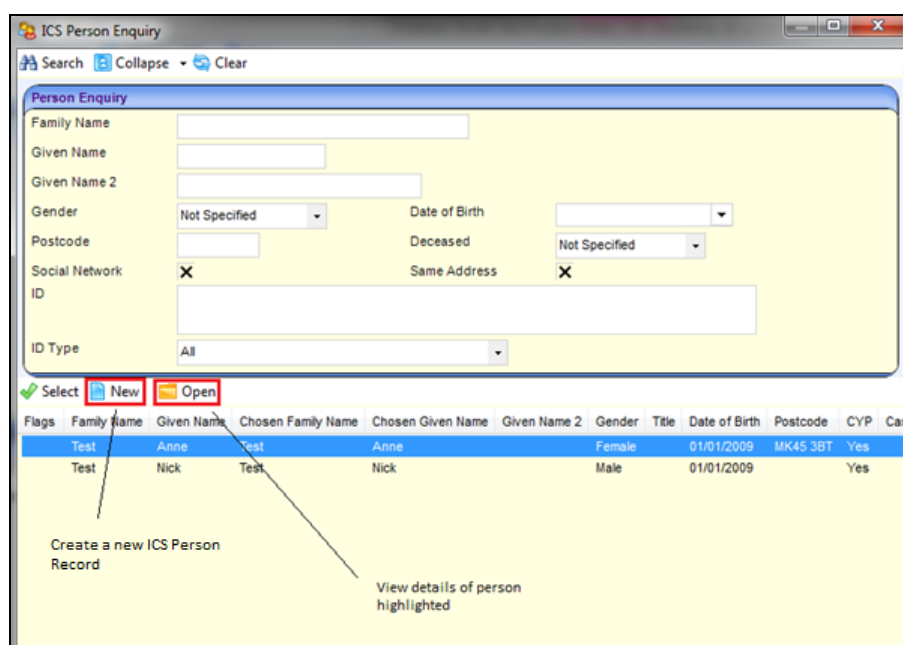 ICS Person Enquiry
Search Collapse Clear
Person Enquiry
Family Name
Given Name
Given Name 2
Gender Not Specified Date of Birth
Postcode Deceased Not Specified
Social Network Same Address
ID
ID Type All
Select New Open
Flags Family Name Given Name Chosen Family Name Chosen Given Name Given Name 2 Gender Title Date of Birth Postcode CYP Cas
Test Anne Test Anne Female 01/01/2009 MK45 3BT Yes
Test Nick Test Nick Male 01/01/2009 Yes
Create a new ICS Person
Record
View details of person
highlighted